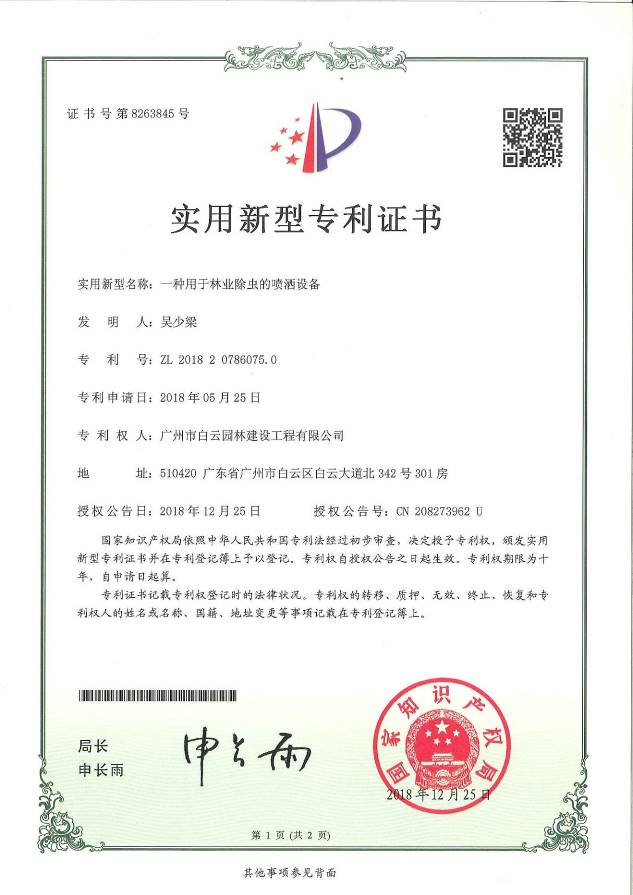 证书号第8263845号
实用新型专利证书
实用新型名称：一种用于林业除虫的喷洒设备
发明人：吴少梁
专利号：ZL 2018 2 0786075.0
专利申请日：2018年05月25日
专利权人：广州市白云园林建设工程有限公司
地址：510420 广东省广州市白云区白云大道北342号301房
授权公告日：2018年12月25日 授权公告号：CN 208273962 U
国家知识产权局依照中华人民共和国专利法经过初步审查，决定授予专利权，颁发实用
新型专利证书并在专利登记簿上予以登记。专利权自授权公告之日起生效。专利权期限为十
年，自申请日起算。
专利证书记载专利权登记时的法律状况。专利权的转移、质押、无效、终止、恢复和专
利权人的姓名或名称、国籍、地址变更等事项记载在专利登记簿上。
局长
申长雨
申长雨
国家知识产权局
2018年12月25日
第1页(共2页)
其他事项参见背面